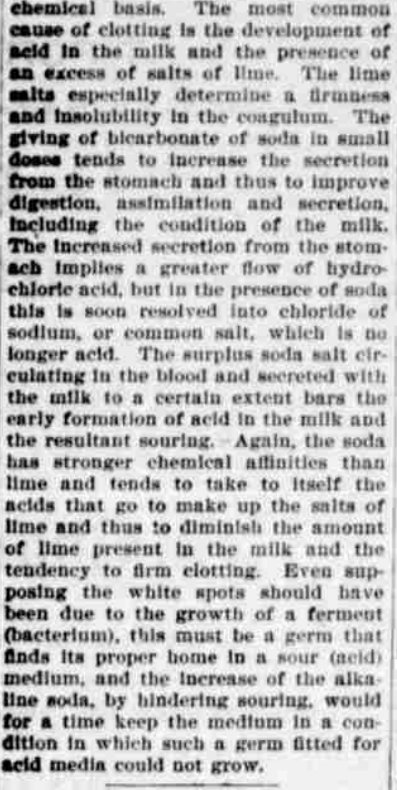 chemical basis. The most common
cause of clotting is the development of
acid in the milk and the presence of
an excess of salts of lime. The lime
salts especially determine a firmness
and insolubility in the coagulum. The
giving of bicarbonate of soda in small
doses tends to increase the secretion
from the stomach and thus to improve
digestion, assimilation and secretion,
including the condition of the milk.
The increased secretion from the stom-
ach implies a greater flow of hydro-
chloric acid, but in the presence of soda
this is soon resolved into chloride of
sodium, or common salt, which is no
longer acid. The surplus soda salt cir-
culating in the blood and secreted with
the milk to a certain extent bars the
early formation of acid in the milk and
the resultant souring. Again, the soda
has stronger chemical affinities than
lime and tends to take to itself the
acids that go to make up the salts of
lime and thus to diminish the amount
of lime present in the milk and the
tendency to firm clotting. Even sup-
posing the white spots should have
been due to the growth of a ferment
(bacterium), this must be a germ that
finds its proper home in a sour (acid)
medium, and the increase of the alka-
line soda, by hindering souring, would
for a time keep the medium in a con-
dition in which such a germ fitted for
acid media could not grow.